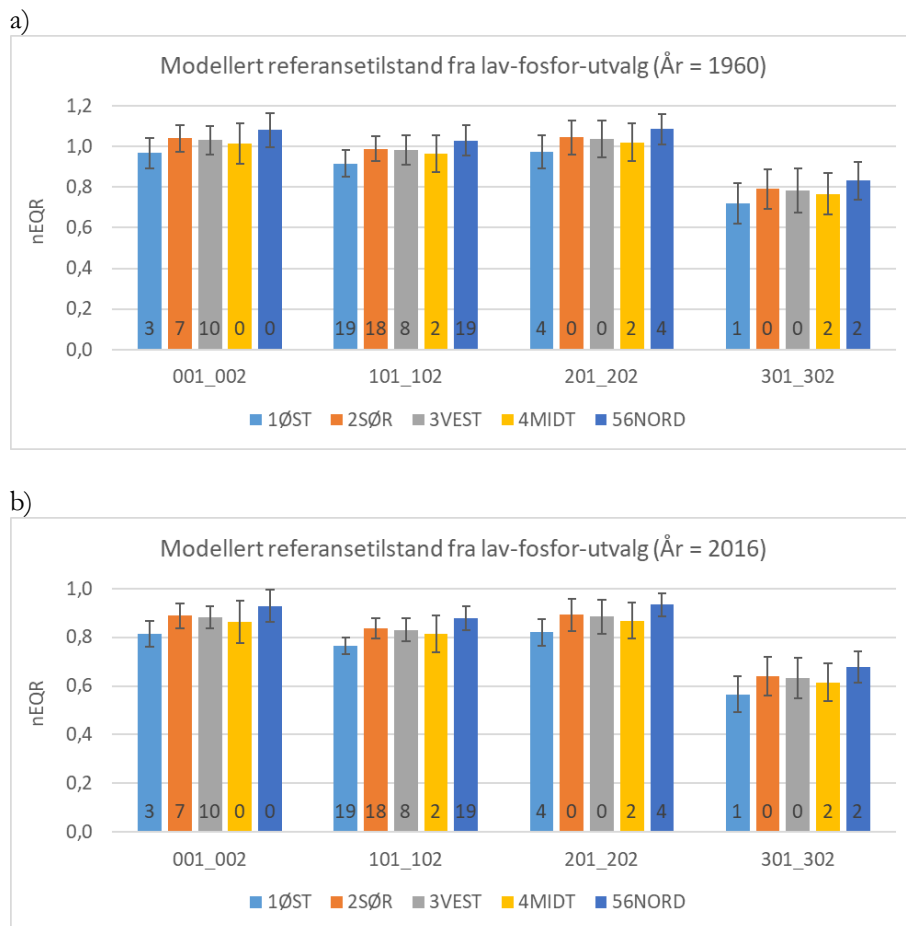 a)
Modellert referansetilstand fra lav-fosfor-utvalg (År = 1960)
1,2
1,0
0,8
0,6
0,4
0,2
0,0
nEQR
3 7 10 0 0 19 18 8 2 19 4 0 0 2 4 1 0 0 2 2
001_002 101_102 201_202 301_302
1ØST 2SØR 3VEST 4MIDT 56NORD
b)
Modellert referansetilstand fra lav-fosfor-utvalg (År = 2016)
1,0
0,8
0,6
0,4
0,2
0,0
nEQR
3 7 10 0 0 19 18 8 2 19 4 0 0 2 4 1 0 0 2 2
001_002 101_102 201_202 301_302
1ØST 2SØR 3VEST 4MIDT 56NORD